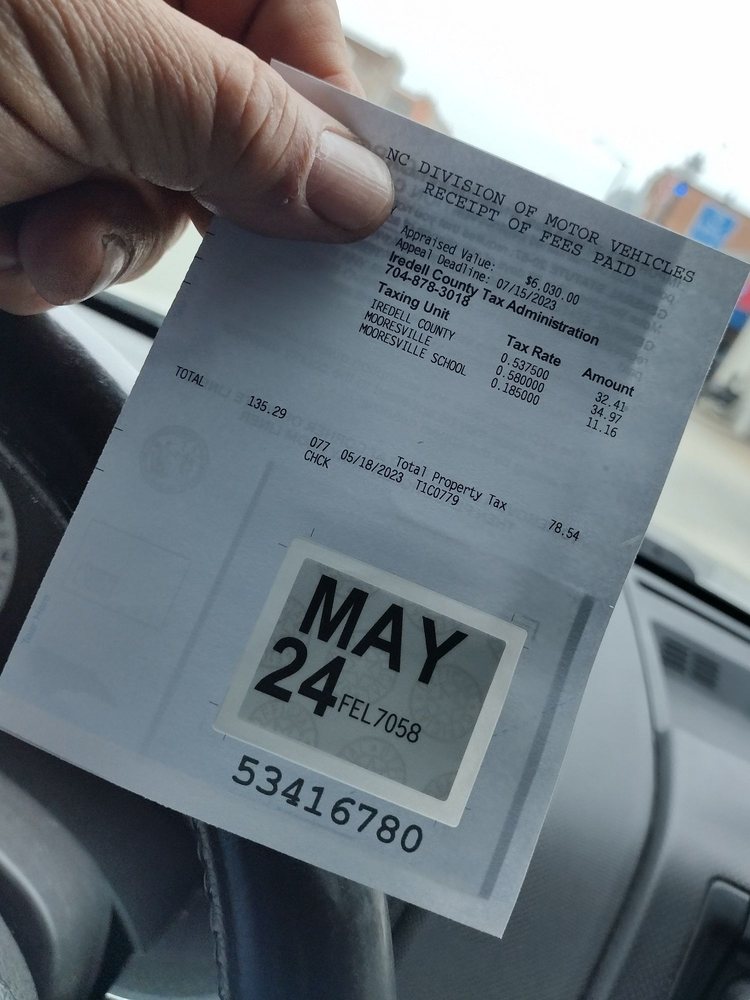 NC DIVISION OF MOTOR VEHICLES
RECEIPT OF FEES PAID
Appraised Value: $6,030.00
Appeal Deadline: 07/15/2023
Iredell County Tax Administration
704-878-3018
Taxing Unit Tax Rate Amount
IREDELL COUNTY 0.537500 32.41
MOORESVILLE 0.580000 34.97
MOORESVILLE SCHOOL 0.185000 11.16
TOTAL 135.29
Total Property Tax 78.54
077 05/18/2023 T1C0779
CHCK
MAY
24 FEL7058
53416780